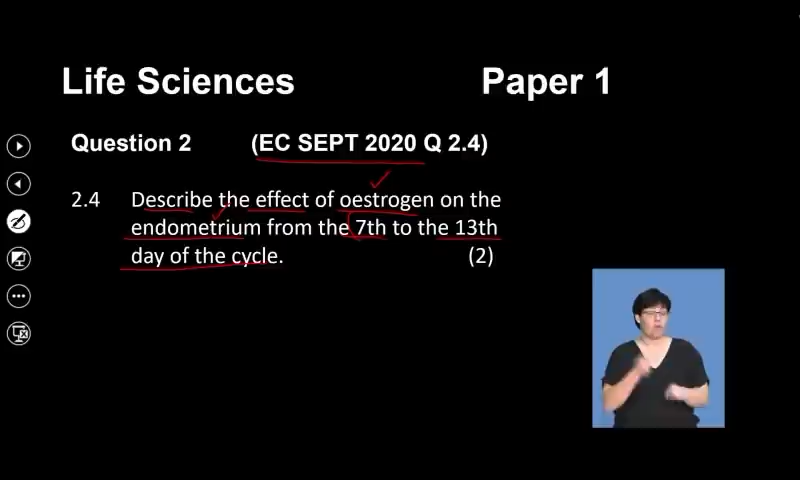 Life Sciences Paper 1
Question 2 (EC SEPT 2020 Q 2.4)
2.4 Describe the effect of oestrogen on the
endometrium from the 7th to the 13th
day of the cycle. (2)